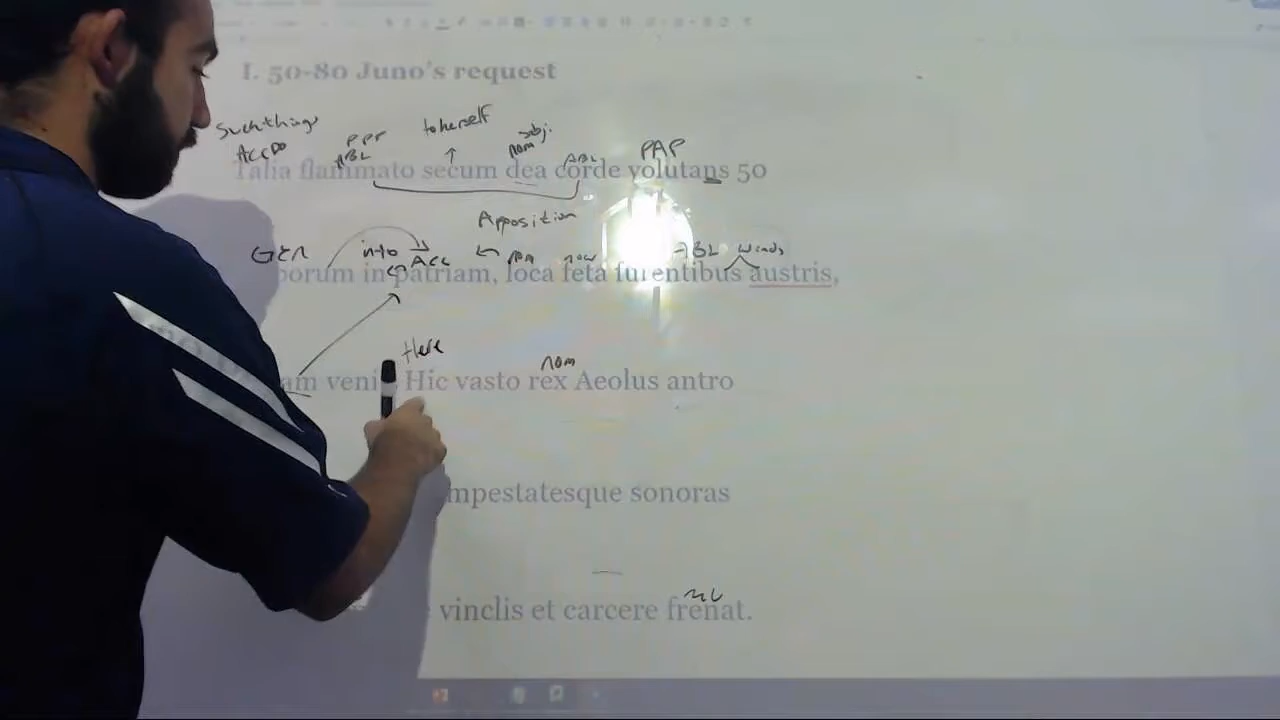 I. 50-80 Juno's request
Such things
ACC DO
PPP
ABL
to herself
subj.
nom
ABL
PAP
Talia flammato secum dea corde volutans 50
Apposition
GEN
into
ACC
ABL
winds
porum in patriam, loca feta furentibus austris,
Here
nom
am veni Hic vasto rex Aeolus antro
mpestatesque sonoras
vinclis et carcere frenat.